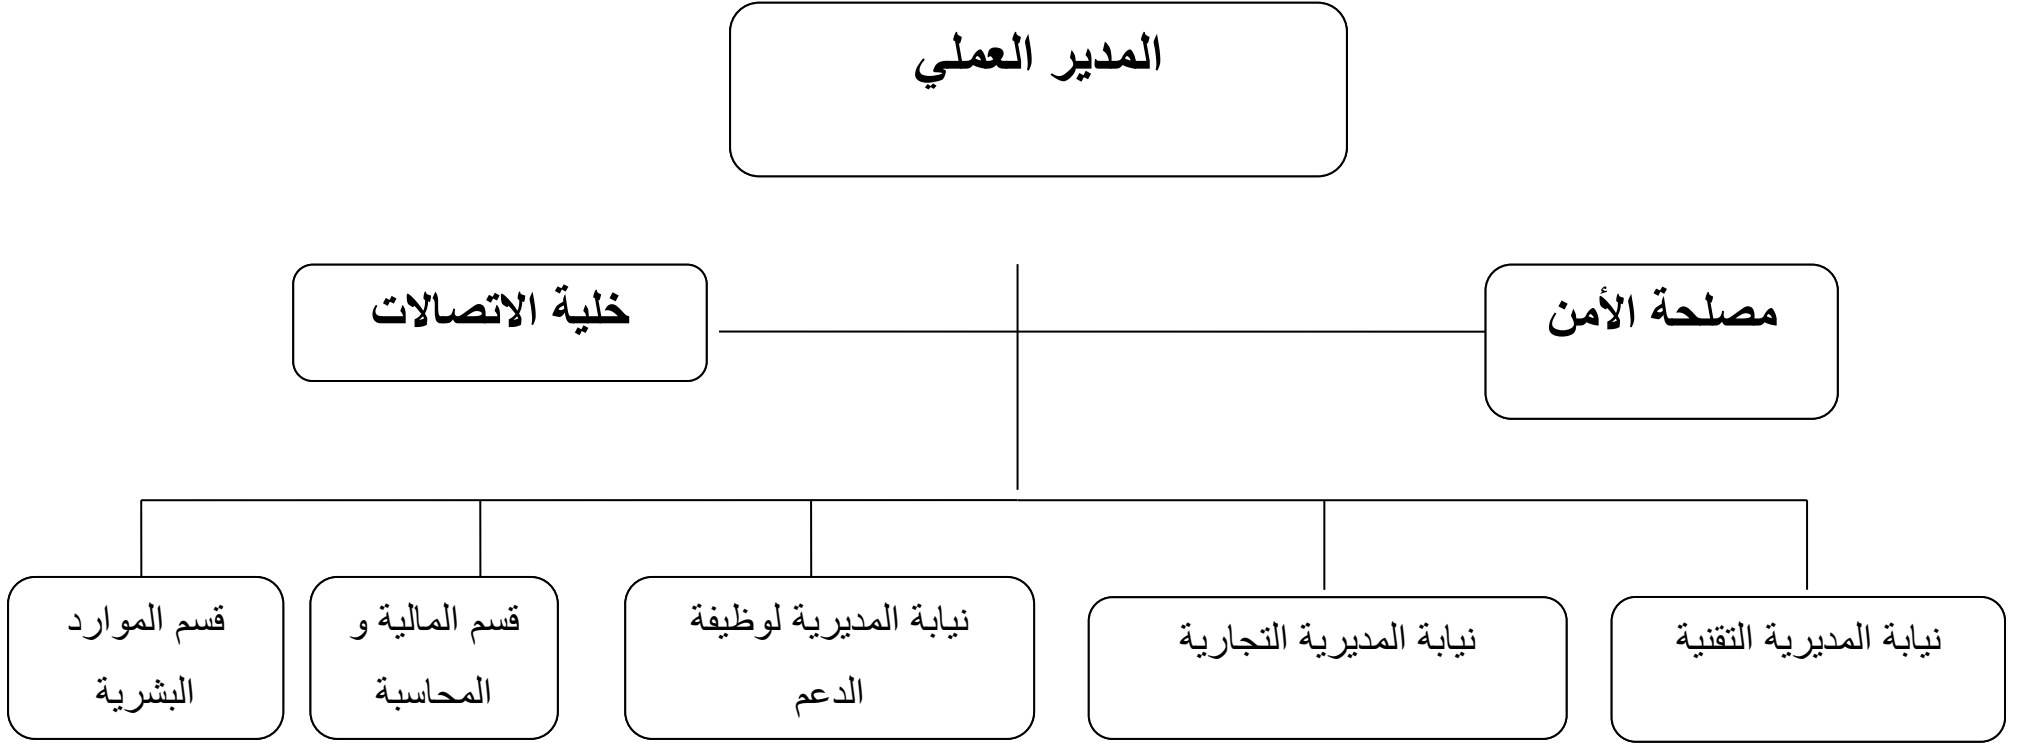 المدير العملي
مصلحة الأمن
خلية الاتصالات
نيابة المديرية التقنية
نيابة المديرية التجارية
نيابة المديرية لوظيفة
الدعم
قسم المالية و
المحاسبة
قسم الموارد
البشرية